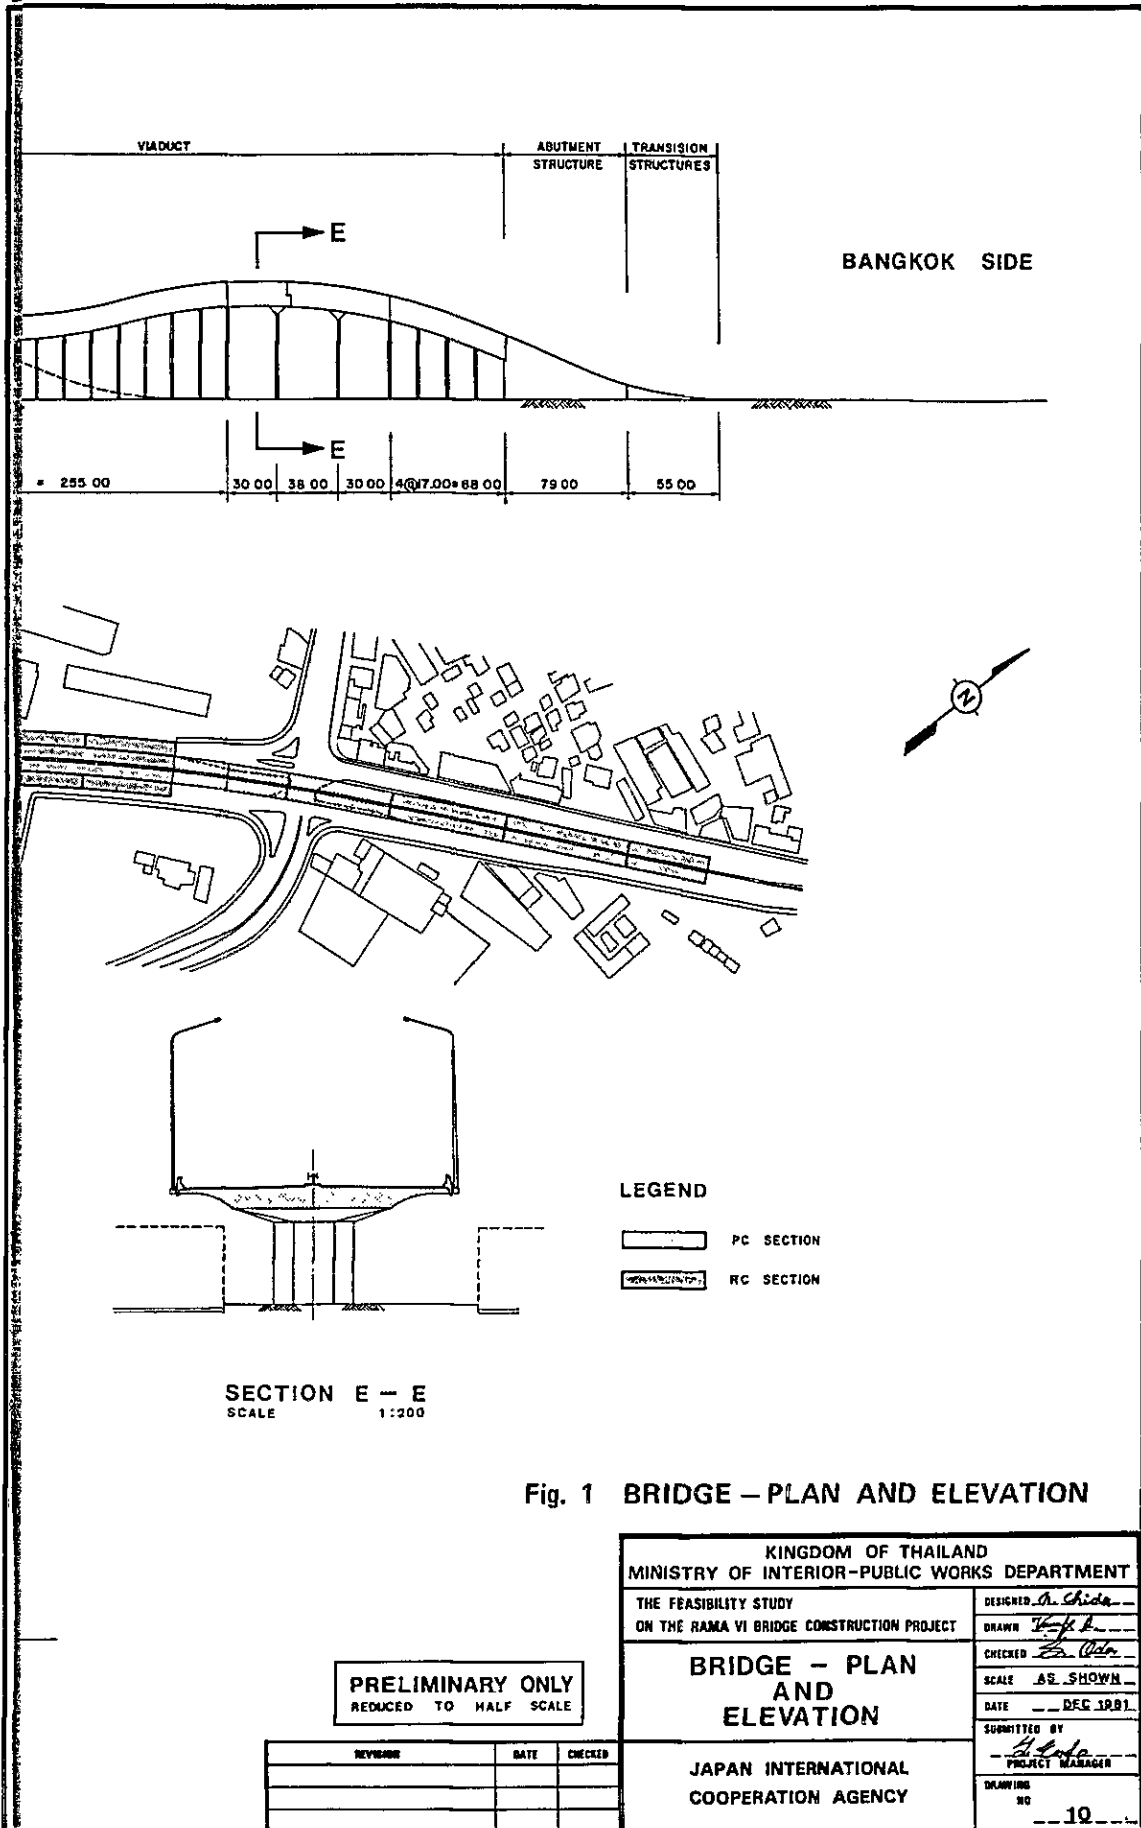 VIADUCT
ABUTMENT
STRUCTURE
TRANSISION
STRUCTURES
E
BANGKOK SIDE
E
= 255 00
30 00
38 00
30 00
4@17.00=68 00
79 00
55 00
N
LEGEND
PC SECTION
RC SECTION
SECTION E - E
SCALE 1:200
Fig. 1 BRIDGE - PLAN AND ELEVATION
KINGDOM OF THAILAND
MINISTRY OF INTERIOR-PUBLIC WORKS DEPARTMENT
THE FEASIBILITY STUDY
ON THE RAMA VI BRIDGE CONSTRUCTION PROJECT
DESIGNED A. Chida
DRAWN
CHECKED S. Oda
SCALE AS SHOWN
DATE DEC 1981
SUBMITTED BY
PROJECT MANAGER
DRAWING
NO
10
BRIDGE - PLAN
AND
ELEVATION
JAPAN INTERNATIONAL
COOPERATION AGENCY
PRELIMINARY ONLY
REDUCED TO HALF SCALE
REVISION DATE CHECKED